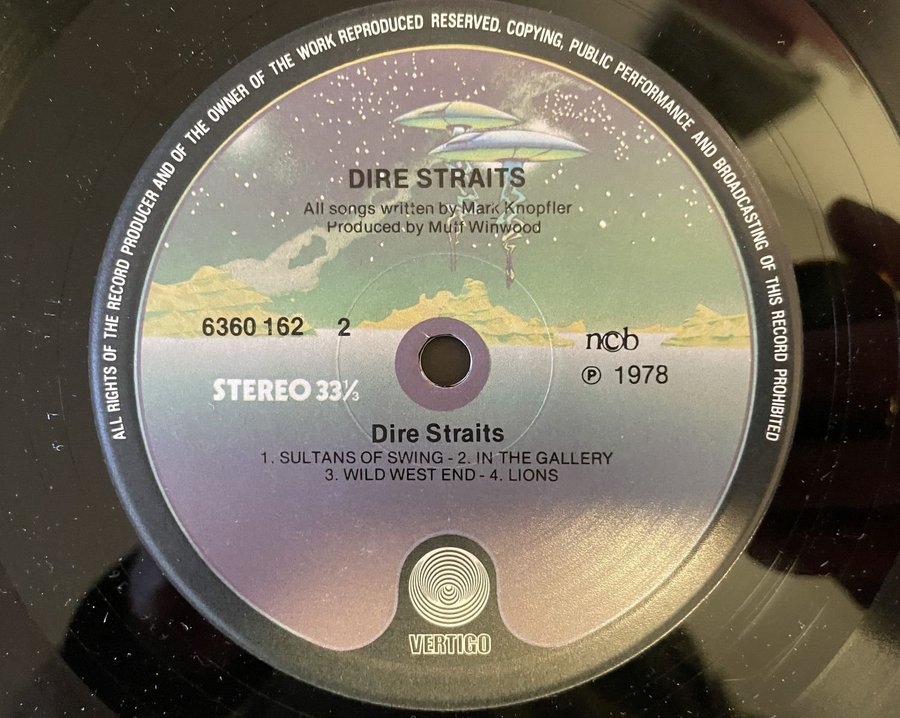 ALL RIGHTS OF THE RECORD PRODUCER AND OF THE OWNER OF THE WORK REPRODUCED RESERVED. COPYING, PUBLIC PERFORMANCE AND BROADCASTING OF THIS RECORD PROHIBITED
DIRE STRAITS
All songs written by Mark Knopfler
Produced by Muff Winwood
6360 162 2
ncb
STEREO 33⅓
℗ 1978
Dire Straits
1. SULTANS OF SWING - 2. IN THE GALLERY
3. WILD WEST END - 4. LIONS
VERTIGO